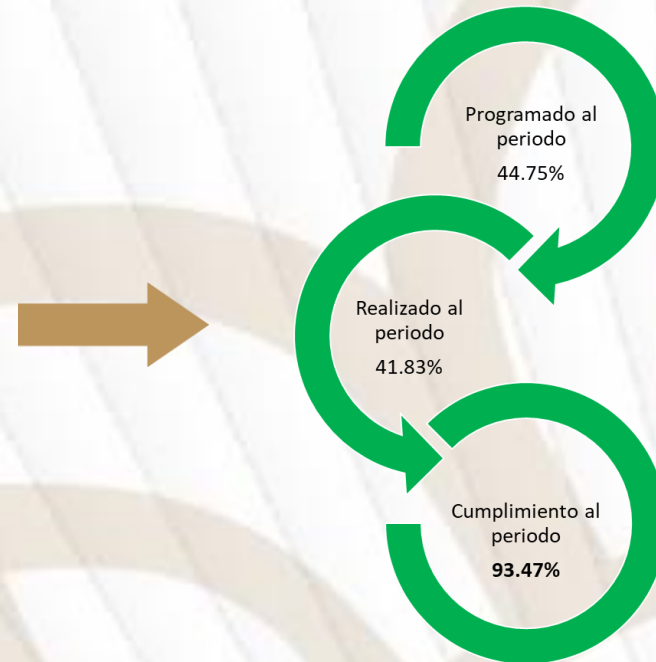 Programado al
periodo
44.75%
Realizado al
periodo
41.83%
Cumplimiento al
periodo
93.47%